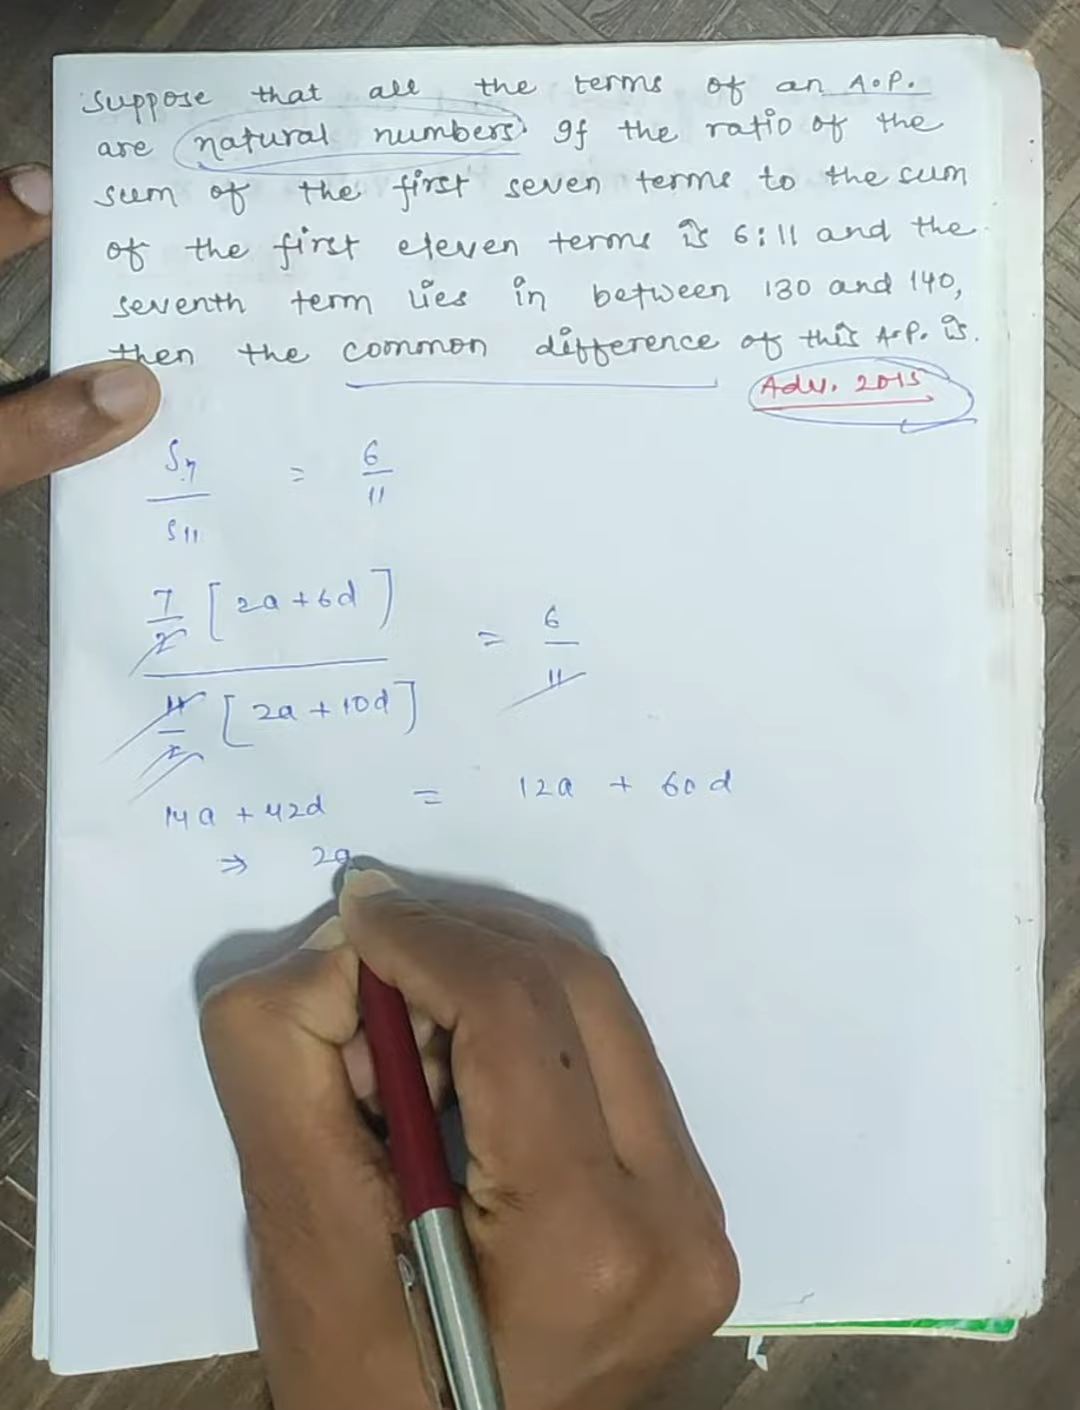 Suppose that all the terms of an A.P.
are natural numbers. If the ratio of the
sum of the first seven terms to the sum
of the first eleven terms is 6:11 and the
seventh term lies in between 130 and 140,
then the common difference of this A.P. is.
Adv. 2015
S7/S11 = 6/11
7/2 [2a+6d] / 11/2 [2a+10d] = 6/11
14a + 42d = 12a + 60d
⇒ 2a